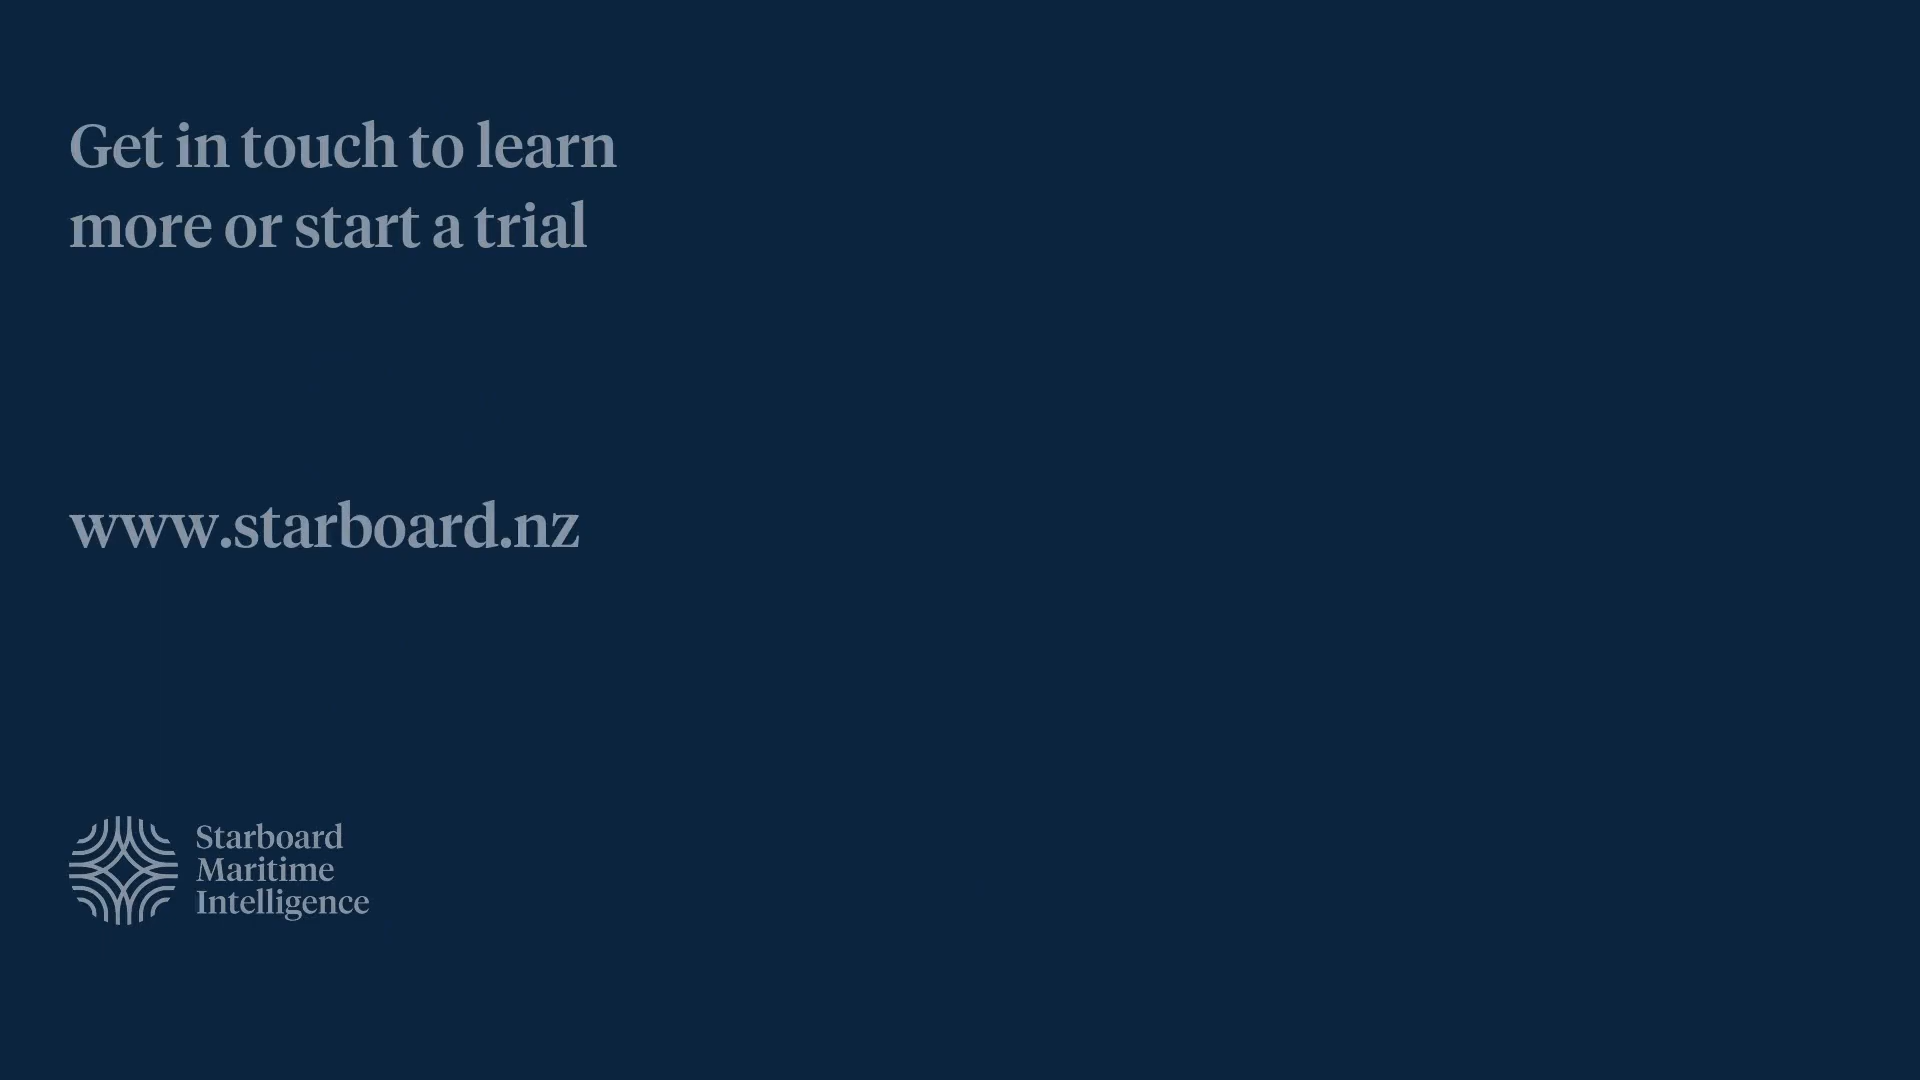 Get in touch to learn
more or start a trial
www.starboard.nz
Starboard
Maritime
Intelligence